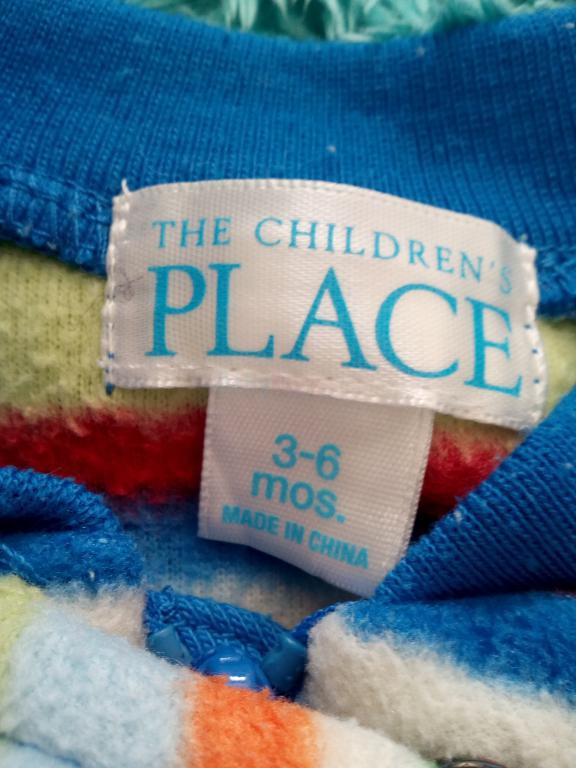 THE CHILDREN'S
PLACE
3-6
mos.
MADE IN CHINA